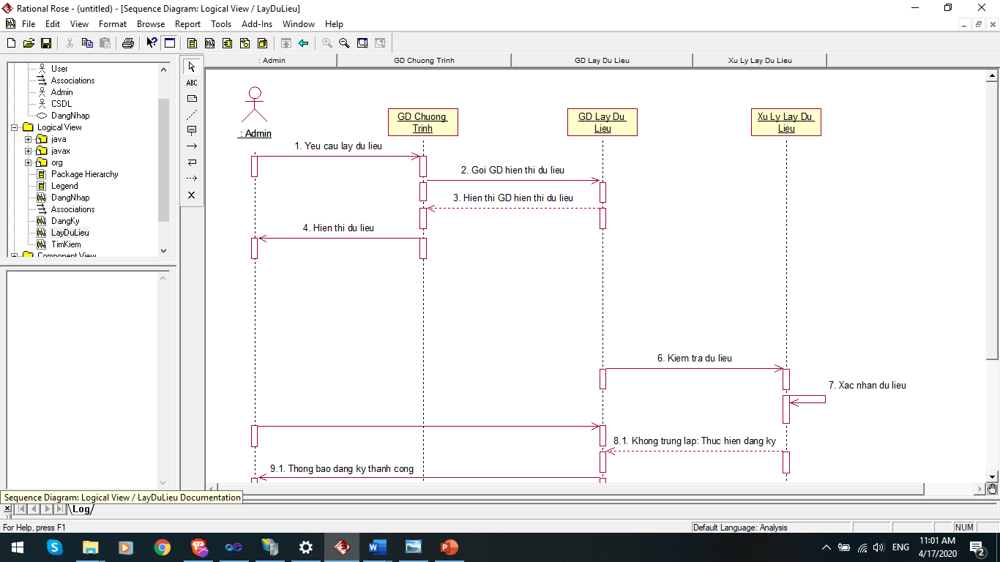 Rational Rose - (untitled) - [Sequence Diagram: Logical View / LayDuLieu]
File Edit View Format Browse Report Tools Add-Ins Window Help
: Admin GD Chuong Trinh GD Lay Du Lieu Xu Ly Lay Du Lieu
User
Associations
Admin
CSDL
DangNhap
Logical View
java
javax
org
Package Hierarchy
Legend
DangNhap
Associations
DangKy
LayDuLieu
TimKiem
Component View
ABC
: Admin
GD Chuong
Trinh
GD Lay Du
Lieu
Xu Ly Lay Du
Lieu
1. Yeu cau lay du lieu
2. Goi GD hien thi du lieu
3. Hien thi GD hien thi du lieu
4. Hien thi du lieu
6. Kiem tra du lieu
7. Xac nhan du lieu
8.1. Khong trung lap: Thuc hien dang ky
9.1. Thong bao dang ky thanh cong
Sequence Diagram: Logical View / LayDuLieu Documentation
Log
For Help, press F1
Default Language: Analysis
NUM
ENG
11:01 AM
4/17/2020
2